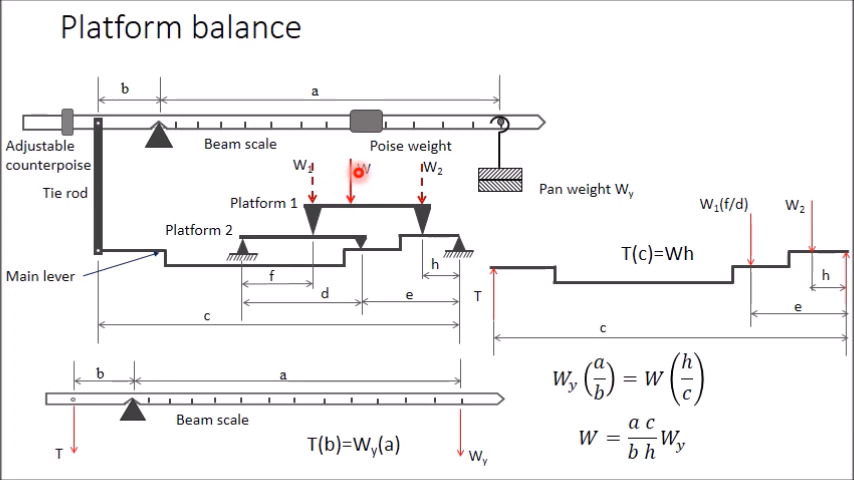 Platform balance
b
a
Adjustable
counterpoise
Beam scale
Poise weight
Tie rod
W₁
W
W₂
Pan weight Wy
Platform 1
Platform 2
Main lever
f
h
d
e
c
W₁(f/d)
W₂
T(c)=Wh
T
h
e
c
b
a
Beam scale
T
T(b)=Wy(a)
Wy
Wy (a/b) = W (h/c)
W = a c / b h Wy